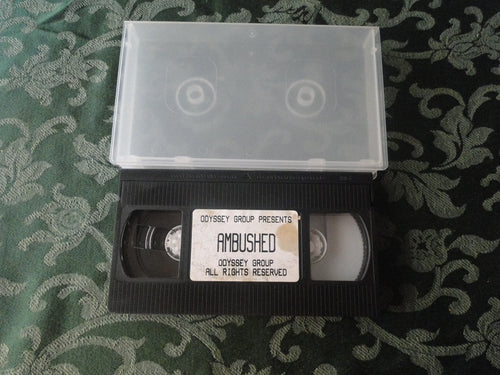 ODYSSEY GROUP PRESENTS
AMBUSHED
ODYSSEY GROUP
ALL RIGHTS RESERVED